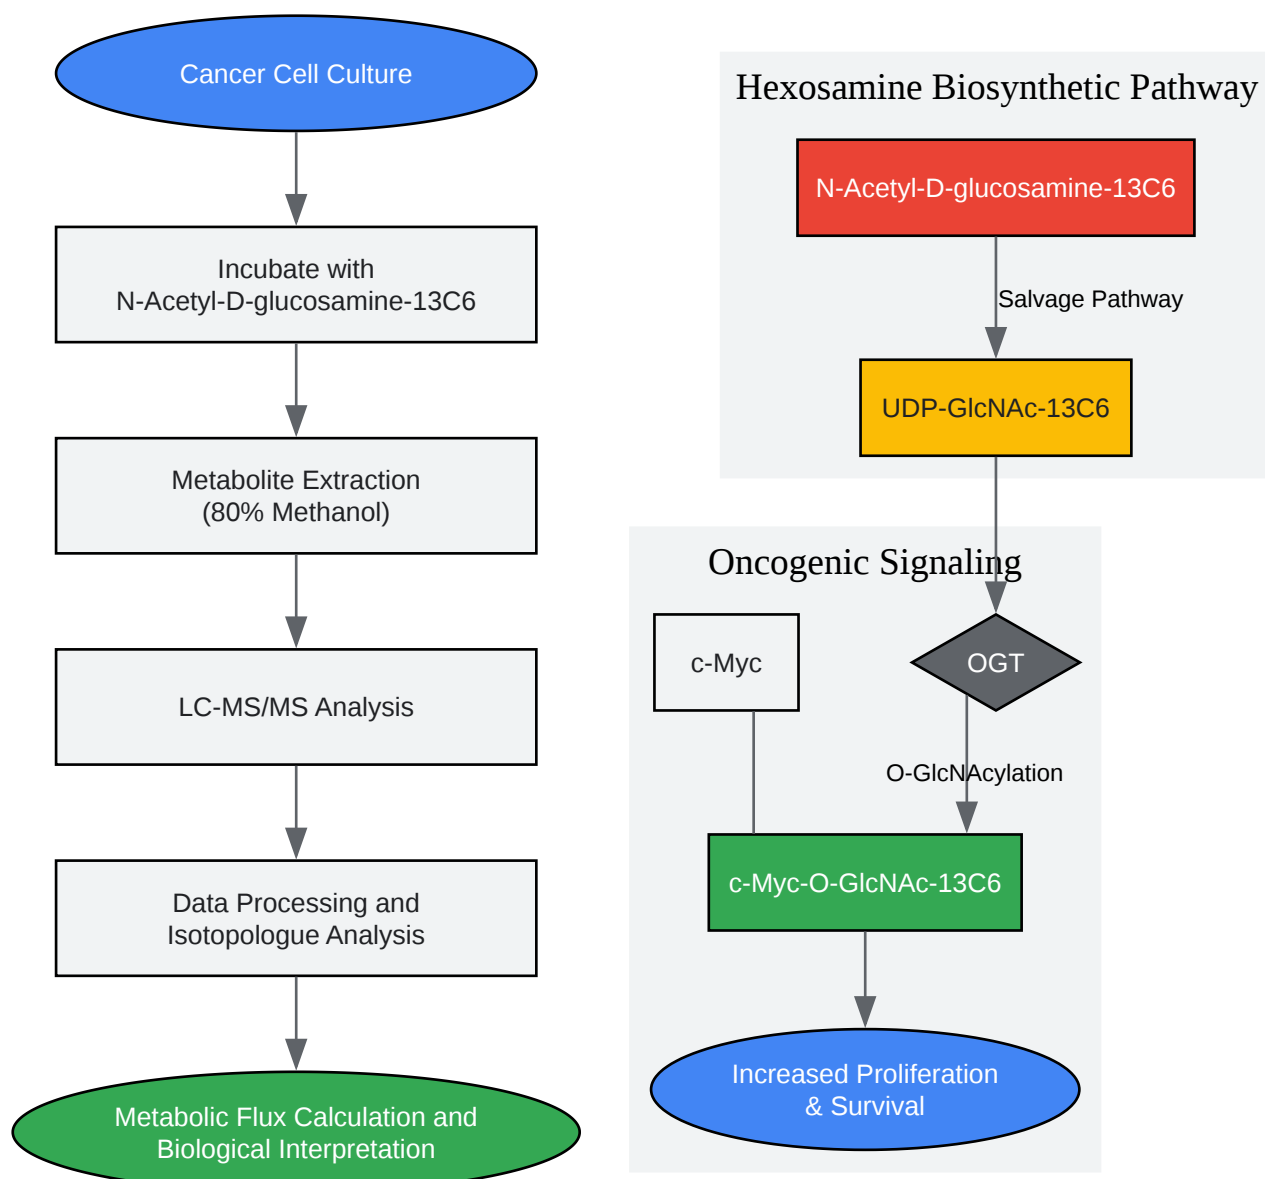 Cancer Cell Culture
Incubate with
N-Acetyl-D-glucosamine-13C6
Metabolite Extraction
(80% Methanol)
LC-MS/MS Analysis
Data Processing and
Isotopologue Analysis
Metabolic Flux Calculation and
Biological Interpretation
Hexosamine Biosynthetic Pathway
N-Acetyl-D-glucosamine-13C6
Salvage Pathway
UDP-GlcNAc-13C6
Oncogenic Signaling
c-Myc
OGT
O-GlcNAcylation
c-Myc-O-GlcNAc-13C6
Increased Proliferation
& Survival